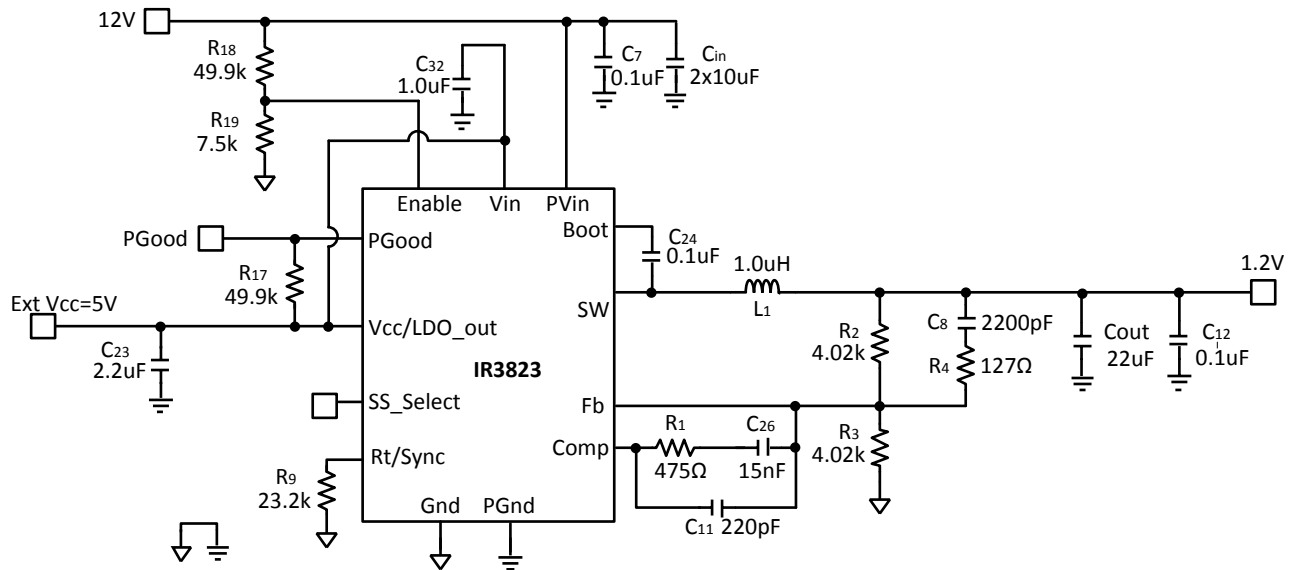 12V
R18
49.9k
R19
7.5k
C32
1.0uF
C7
0.1uF
Cin
2x10uF
Enable
Vin
PVin
PGood
PGood
R17
49.9k
Ext Vcc=5V
C23
2.2uF
Vcc/LDO_out
IR3823
SS_Select
Rt/Sync
R9
23.2k
Gnd
PGnd
Boot
C24
0.1uF
SW
1.0uH
L1
1.2V
R2
4.02k
C8
2200pF
R4
127Ω
Cout
22uF
C12
0.1uF
Fb
Comp
R1
475Ω
C26
15nF
R3
4.02k
C11
220pF